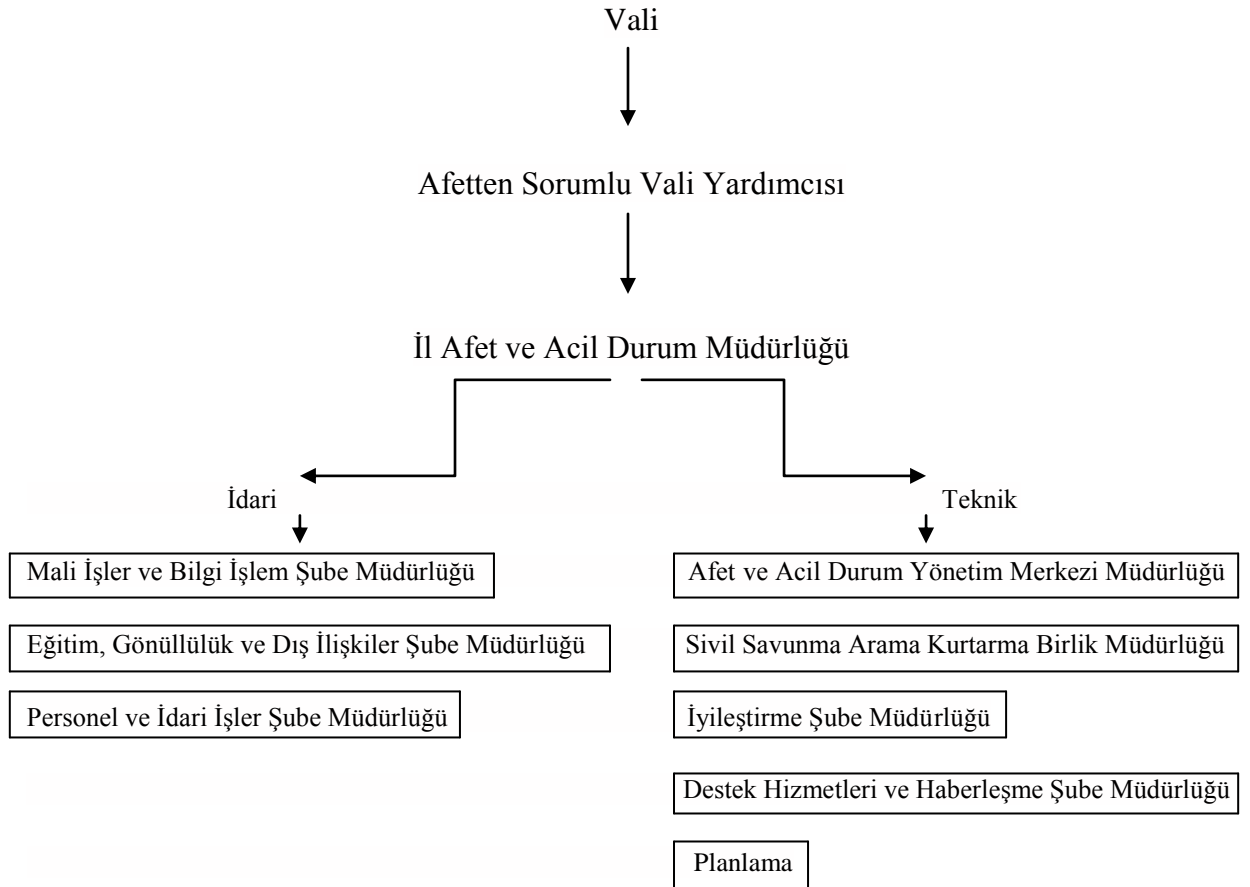 Vali
Afetten Sorumlu Vali Yardımcısı
İl Afet ve Acil Durum Müdürlüğü
İdari
Mali İşler ve Bilgi İşlem Şube Müdürlüğü
Eğitim, Gönüllülük ve Dış İlişkiler Şube Müdürlüğü
Personel ve İdari İşler Şube Müdürlüğü
Teknik
Afet ve Acil Durum Yönetim Merkezi Müdürlüğü
Sivil Savunma Arama Kurtarma Birlik Müdürlüğü
İyileştirme Şube Müdürlüğü
Destek Hizmetleri ve Haberleşme Şube Müdürlüğü
Planlama